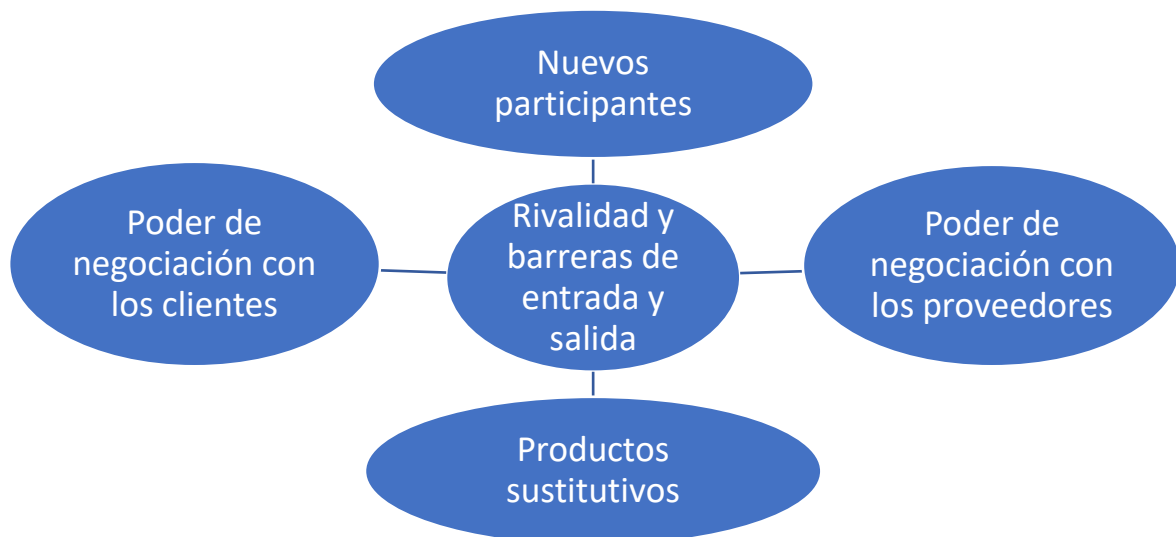 Nuevos
participantes
Poder de
negociación con
los clientes
Rivalidad y
barreras de
entrada y
salida
Poder de
negociación con
los proveedores
Productos
sustitutivos